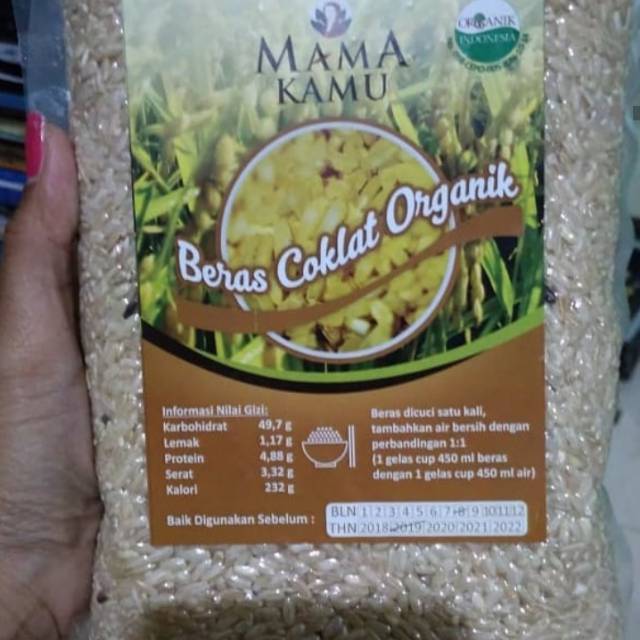 MAMA
KAMU
ORGANIK
INDONESIA
Beras Coklat Organik
Informasi Nilai Gizi:
Karbohidrat 49,7 g
Lemak 1,17 g
Protein 4,88 g
Serat 3,32 g
Kalori 232 g
Beras dicuci satu kali,
tambahkan air bersih dengan
perbandingan 1:1
(1 gelas cup 450 ml beras
dengan 1 gelas cup 450 ml air)
Baik Digunakan Sebelum :
BLN 1 2 3 4 5 6 7 8 9 10 11 12
THN 2018 2019 2020 2021 2022